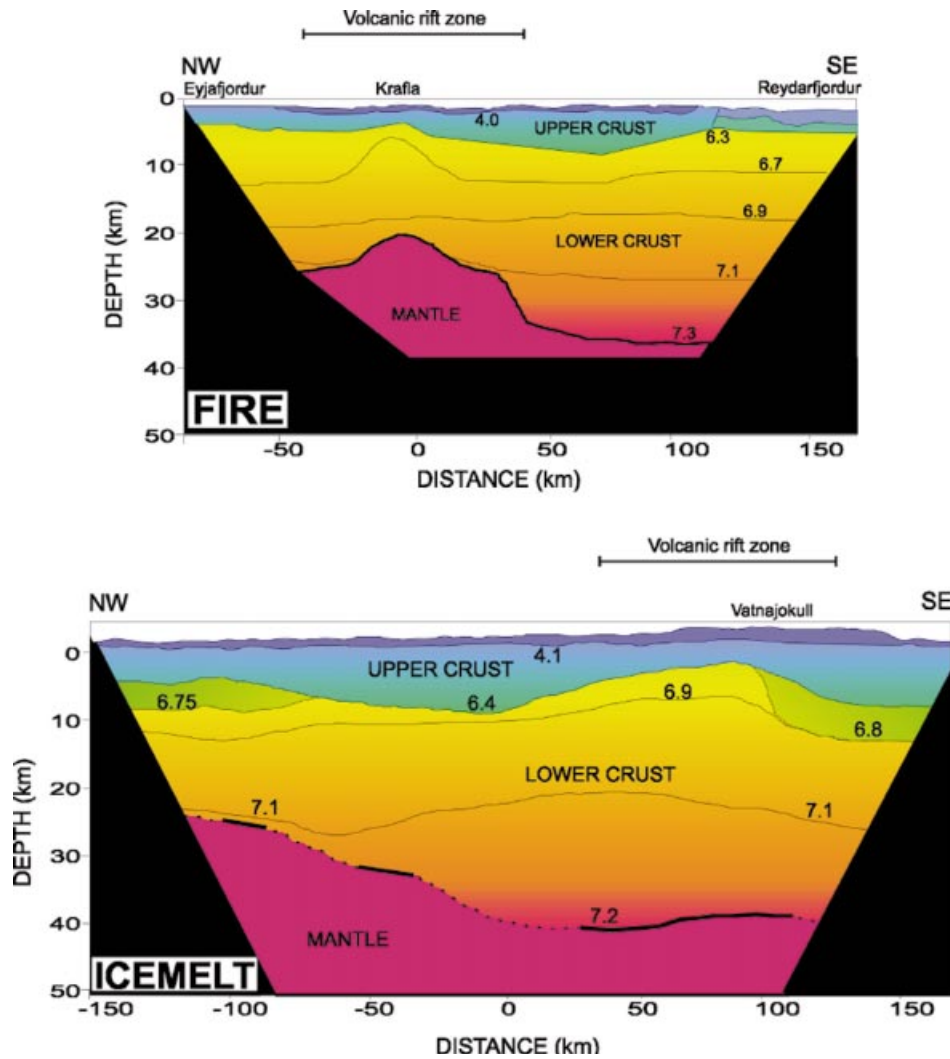 Volcanic rift zone
NW
SE
Eyjafjordur
Krafla
Reydarfjordur
0
4.0
UPPER CRUST
6.3
10
6.7
6.9
20
LOWER CRUST
7.1
30
MANTLE
7.3
40
FIRE
50
DEPTH (km)
-50 0 50 100 150
DISTANCE (km)
Volcanic rift zone
NW
Vatnajokull
SE
0
4.1
UPPER CRUST
6.75
6.4
6.9
10
6.8
LOWER CRUST
20
7.1
7.1
30
40
7.2
MANTLE
ICEMELT
50
DEPTH (km)
-150 -100 -50 0 50 100 150
DISTANCE (km)